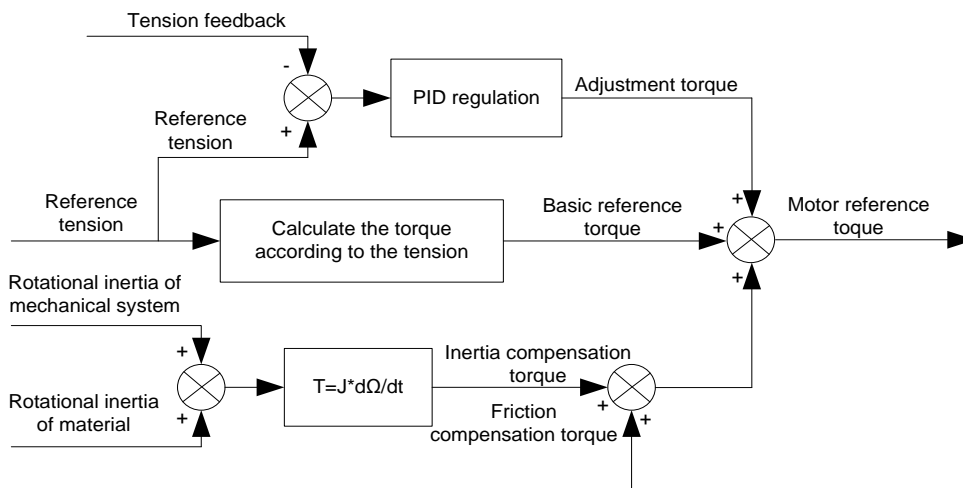 Tension feedback
-
PID regulation
Adjustment torque
+
Reference
tension
Reference
tension
Calculate the torque
according to the tension
Basic reference
torque
+
+
+
Motor reference
toque
Rotational inertia of
mechanical system
+
Rotational inertia
of material
+
T=J*dΩ/dt
Inertia compensation
torque
+
Friction
compensation torque
+